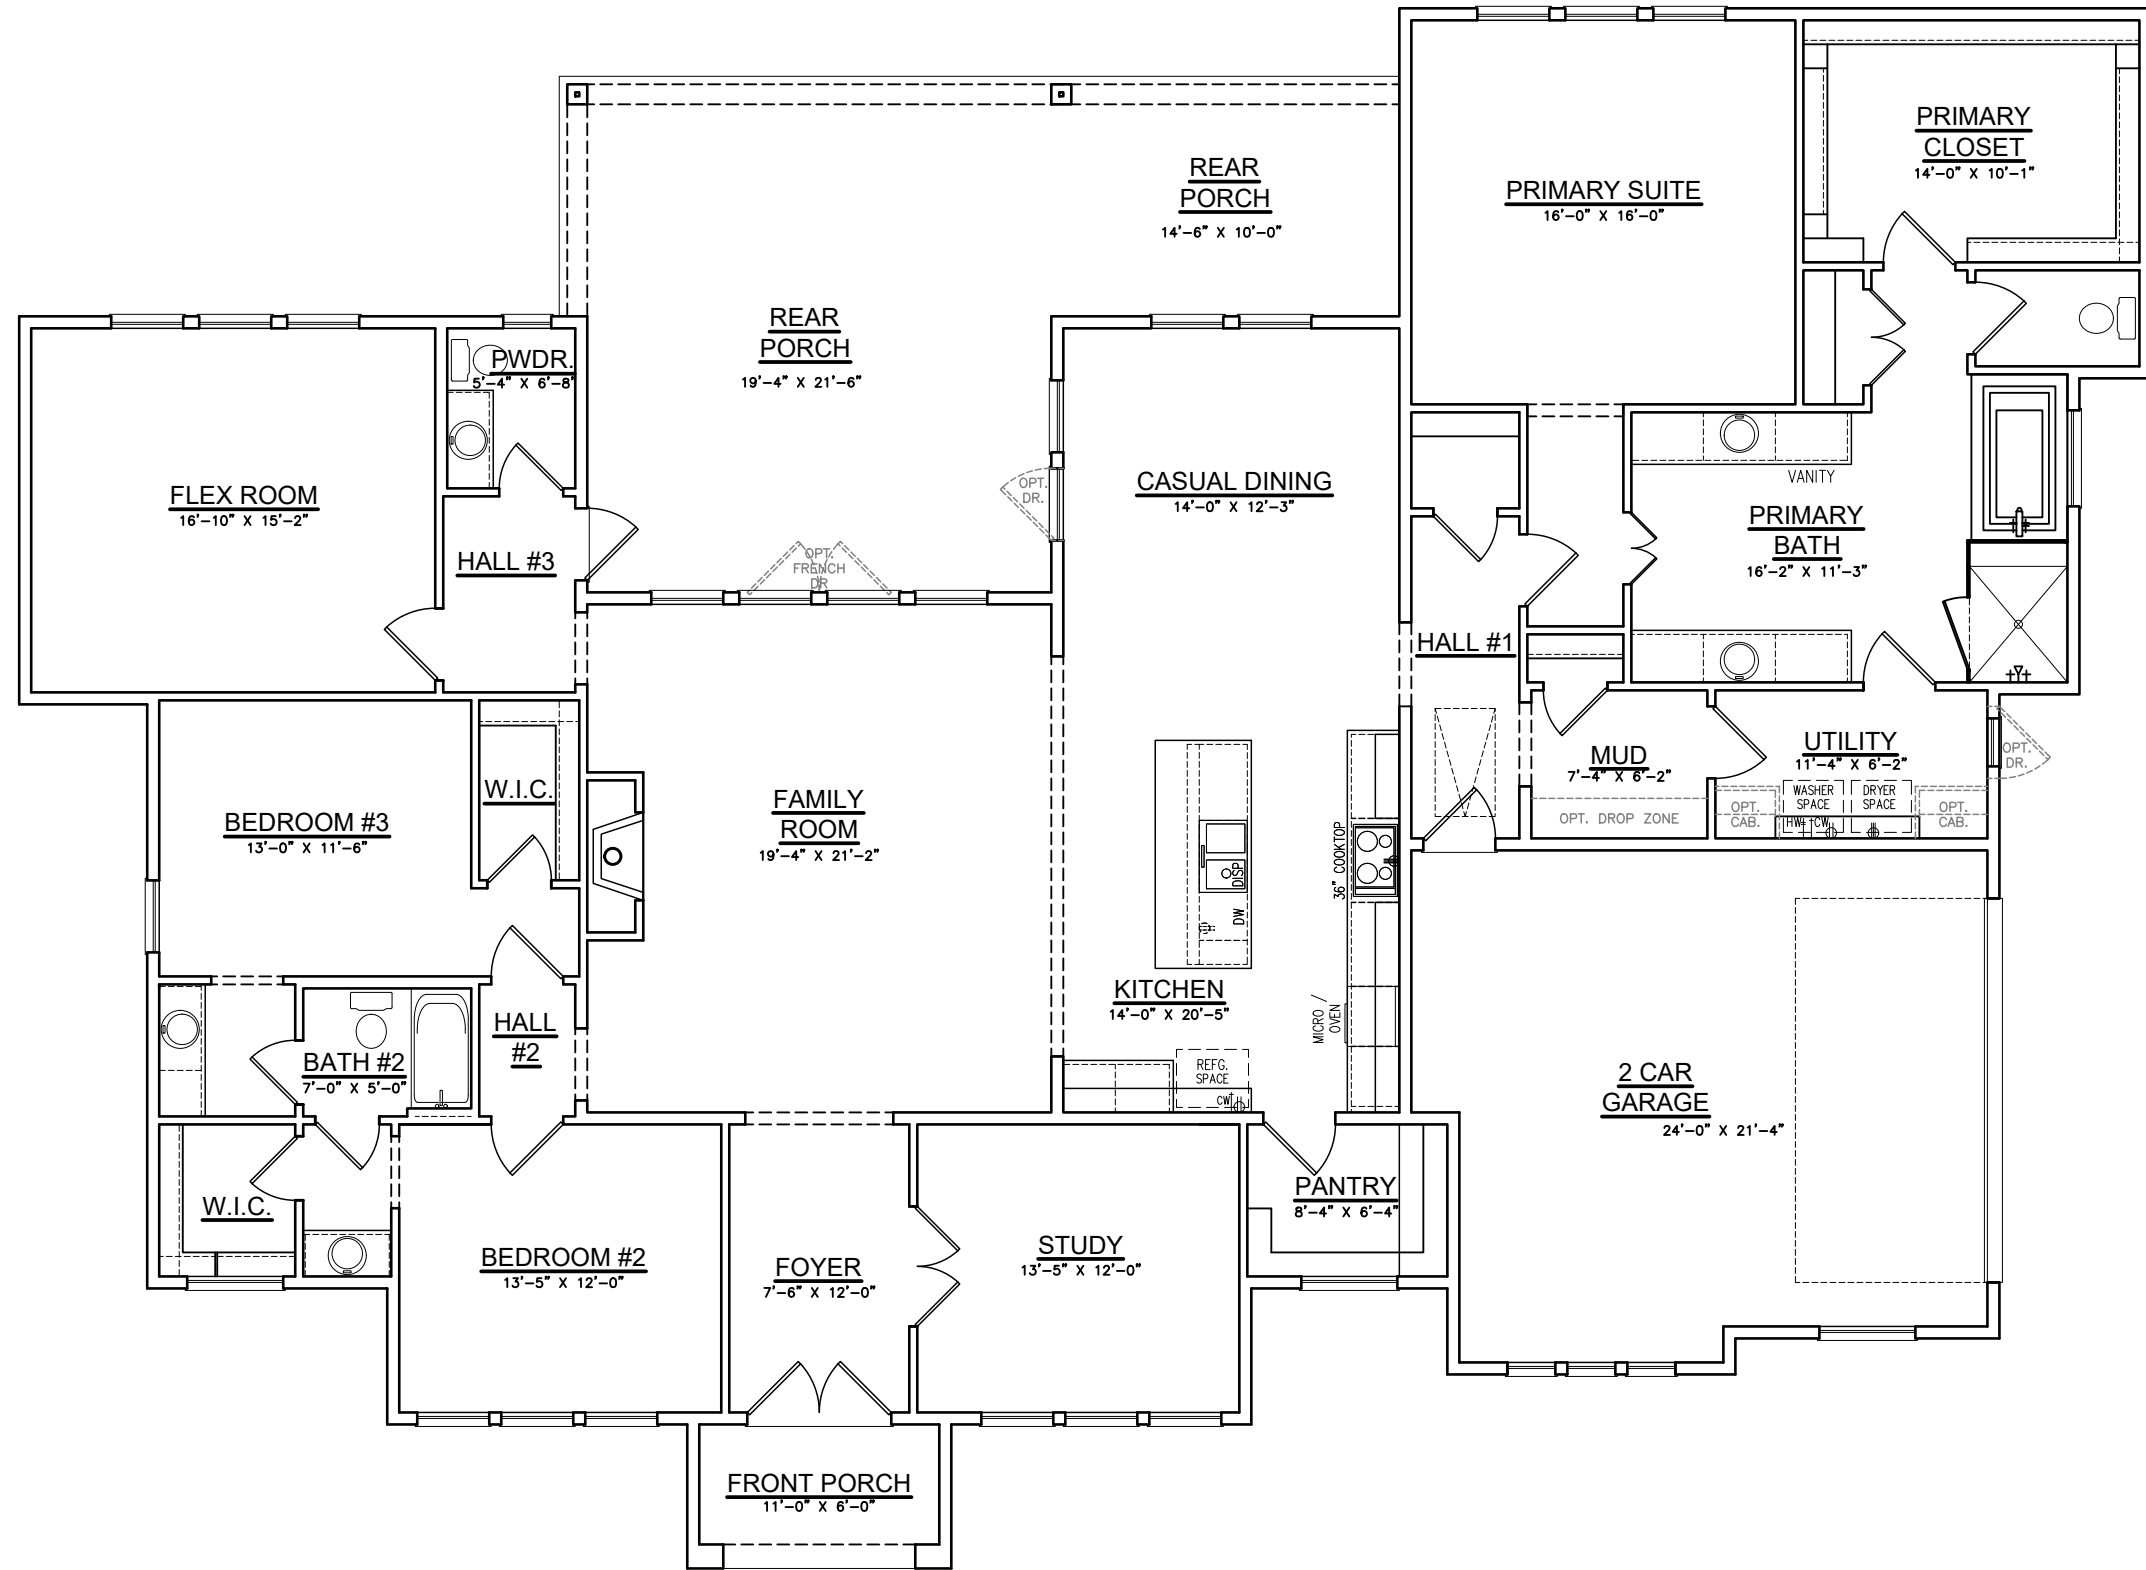 PRIMARY
CLOSET
14'-0" X 10'-1"
REAR
PORCH
14'-6" X 10'-0"
PRIMARY SUITE
16'-0" X 16'-0"
REAR
PORCH
19'-4" X 21'-6"
PWDR.
5'-4" X 6'-8"
FLEX ROOM
16'-10" X 15'-2"
OPT.
DR.
CASUAL DINING
14'-0" X 12'-3"
VANITY
PRIMARY
BATH
16'-2" X 11'-3"
HALL #3
OPT.
FRENCH
DR
HALL #1
MUD
7'-4" X 6'-2"
OPT. DROP ZONE
UTILITY
11'-4" X 6'-2"
OPT.
DR.
WASHER
SPACE
DRYER
SPACE
OPT.
CAB.
OPT.
CAB.
HW
CW
W.I.C.
BEDROOM #3
13'-0" X 11'-6"
FAMILY
ROOM
19'-4" X 21'-2"
36" COOKTOP
DISP
DW
KITCHEN
14'-0" X 20'-5"
MICRO /
OVEN
REFG.
SPACE
CW
HALL
#2
BATH #2
7'-0" X 5'-0"
2 CAR
GARAGE
24'-0" X 21'-4"
W.I.C.
PANTRY
8'-4" X 6'-4"
BEDROOM #2
13'-5" X 12'-0"
FOYER
7'-6" X 12'-0"
STUDY
13'-5" X 12'-0"
FRONT PORCH
11'-0" X 6'-0"